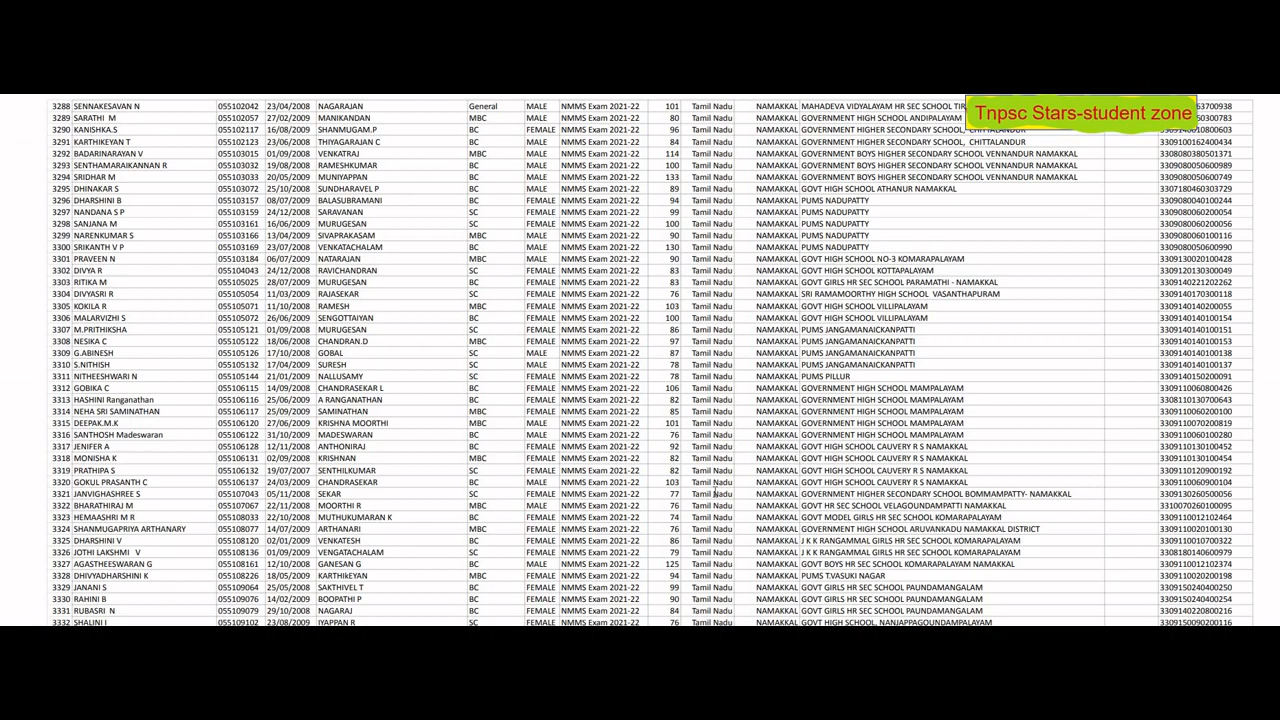 Tnpsc Stars-student zone
3288 SENNAKESAVAN N 055102042 23/04/2008 NAGARAJAN General MALE NMMS Exam 2021-22 101 Tamil Nadu NAMAKKAL MAHADEVA VIDYALAYAM HR SEC SCHOOL
3289 SARATHI M 055102057 27/02/2009 MANIKANDAN MBC MALE NMMS Exam 2021-22 80 Tamil Nadu NAMAKKAL GOVERNMENT HIGH SCHOOL ANDIPALAYAM
3290 KANISHKA.S 055102117 16/08/2009 SHANMUGAM.P BC FEMALE NMMS Exam 2021-22 96 Tamil Nadu NAMAKKAL GOVERNMENT HIGHER SECONDARY SCHOOL, CHITTALANDUR
3291 KARTHIKEYAN T 055102123 23/06/2008 THIYAGARAJAN C BC MALE NMMS Exam 2021-22 84 Tamil Nadu NAMAKKAL GOVERNMENT HIGHER SECONDARY SCHOOL, CHITTALANDUR 3309100162400434
3292 BADARINARAYAN V 055103015 01/09/2008 VENKATRAJ MBC MALE NMMS Exam 2021-22 114 Tamil Nadu NAMAKKAL GOVERNMENT BOYS HIGHER SECONDARY SCHOOL VENNANDUR NAMAKKAL 3308080380501371
3293 SENTHAMARAIKANNAN R 055103032 19/08/2008 RAMESHKUMAR BC MALE NMMS Exam 2021-22 100 Tamil Nadu NAMAKKAL GOVERNMENT BOYS HIGHER SECONDARY SCHOOL VENNANDUR NAMAKKAL 3309080050600989
3294 SRIDHAR M 055103033 20/05/2009 MUNIYAPPAN BC MALE NMMS Exam 2021-22 133 Tamil Nadu NAMAKKAL GOVERNMENT BOYS HIGHER SECONDARY SCHOOL VENNANDUR NAMAKKAL 3309080050600749
3295 DHINAKAR S 055103072 25/10/2008 SUNDHARAVEL P BC MALE NMMS Exam 2021-22 89 Tamil Nadu NAMAKKAL GOVT HIGH SCHOOL ATHANUR NAMAKKAL 3307180460303729
3296 DHARSHINI B 055103157 08/07/2009 BALASUBRAMANI BC FEMALE NMMS Exam 2021-22 94 Tamil Nadu NAMAKKAL PUMS NADUPATTY 3309080040100244
3297 NANDANA S P 055103159 24/12/2008 SARAVANAN SC FEMALE NMMS Exam 2021-22 99 Tamil Nadu NAMAKKAL PUMS NADUPATTY 3309080060200054
3298 SANJANA M 055103161 16/06/2009 MURUGESAN SC FEMALE NMMS Exam 2021-22 100 Tamil Nadu NAMAKKAL PUMS NADUPATTY 3309080060200056
3299 NARENKUMAR S 055103166 13/04/2009 SIVAPRAKASAM MBC MALE NMMS Exam 2021-22 90 Tamil Nadu NAMAKKAL PUMS NADUPATTY 3309080060100116
3300 SRIKANTH V P 055103169 23/07/2008 VENKATACHALAM BC MALE NMMS Exam 2021-22 130 Tamil Nadu NAMAKKAL PUMS NADUPATTY 3309080050600990
3301 PRAVEEN N 055103184 06/07/2009 NATARAJAN MBC MALE NMMS Exam 2021-22 90 Tamil Nadu NAMAKKAL GOVT HIGH SCHOOL NO-3 KOMARAPALAYAM 3309130020100428
3302 DIVYA R 055104043 24/12/2008 RAVICHANDRAN SC FEMALE NMMS Exam 2021-22 83 Tamil Nadu NAMAKKAL GOVT HIGH SCHOOL KOTTAPALAYAM 3309120130300049
3303 RITIKA M 055105025 28/07/2009 MURUGESAN BC FEMALE NMMS Exam 2021-22 83 Tamil Nadu NAMAKKAL GOVT GIRLS HR SEC SCHOOL PARAMATHI - NAMAKKAL 3309140221202262
3304 DIVYASRI R 055105054 11/03/2009 RAJASEKAR SC FEMALE NMMS Exam 2021-22 76 Tamil Nadu NAMAKKAL SRI RAMAMOORTHY HIGH SCHOOL VASANTHAPURAM 3309140170300118
3305 KOKILA R 055105071 11/10/2008 RAMESH MBC FEMALE NMMS Exam 2021-22 103 Tamil Nadu NAMAKKAL GOVT HIGH SCHOOL VILLIPALAYAM 3309140140200055
3306 MALARVIZHI S 055105072 26/06/2009 SENGOTTAIYAN BC FEMALE NMMS Exam 2021-22 100 Tamil Nadu NAMAKKAL GOVT HIGH SCHOOL VILLIPALAYAM 3309140140100154
3307 M.PRITHIKSHA 055105121 01/09/2008 MURUGESAN SC FEMALE NMMS Exam 2021-22 86 Tamil Nadu NAMAKKAL PUMS JANGAMANAICKANPATTI 3309140140100151
3308 NESIKA C 055105122 18/06/2008 CHANDRAN.D MBC FEMALE NMMS Exam 2021-22 97 Tamil Nadu NAMAKKAL PUMS JANGAMANAICKANPATTI 3309140140100153
3309 G.ABINESH 055105126 17/10/2008 GOBAL SC MALE NMMS Exam 2021-22 87 Tamil Nadu NAMAKKAL PUMS JANGAMANAICKANPATTI 3309140140100138
3310 S.NITHISH 055105132 17/04/2009 SURESH SC MALE NMMS Exam 2021-22 78 Tamil Nadu NAMAKKAL PUMS JANGAMANAICKANPATTI 3309140140100137
3311 NITHEESHWARI N 055105144 21/01/2009 NALLUSAMY SC FEMALE NMMS Exam 2021-22 78 Tamil Nadu NAMAKKAL PUMS PILLUR 3309140150200091
3312 GOBIKA C 055106115 14/09/2008 CHANDRASEKAR L BC FEMALE NMMS Exam 2021-22 106 Tamil Nadu NAMAKKAL GOVERNMENT HIGH SCHOOL MAMPALAYAM 3309110060800426
3313 HASHINI Ranganathan 055106116 25/06/2009 A RANGANATHAN BC FEMALE NMMS Exam 2021-22 82 Tamil Nadu NAMAKKAL GOVERNMENT HIGH SCHOOL MAMPALAYAM 3308110130700643
3314 NEHA SRI SAMINATHAN 055106117 25/09/2009 SAMINATHAN MBC FEMALE NMMS Exam 2021-22 85 Tamil Nadu NAMAKKAL GOVERNMENT HIGH SCHOOL MAMPALAYAM 3309110060200100
3315 DEEPAK.M.K 055106120 27/06/2009 KRISHNA MOORTHI MBC MALE NMMS Exam 2021-22 101 Tamil Nadu NAMAKKAL GOVERNMENT HIGH SCHOOL MAMPALAYAM 3309110070200819
3316 SANTHOSH Madeswaran 055106122 31/10/2009 MADESWARAN BC MALE NMMS Exam 2021-22 76 Tamil Nadu NAMAKKAL GOVERNMENT HIGH SCHOOL MAMPALAYAM 3309110060100280
3317 JENIFER A 055106128 12/11/2008 ANTHONIRAJ BC FEMALE NMMS Exam 2021-22 92 Tamil Nadu NAMAKKAL GOVT HIGH SCHOOL CAUVERY R S NAMAKKAL 3309110130100452
3318 MONISHA K 055106131 02/09/2008 KRISHNAN MBC FEMALE NMMS Exam 2021-22 82 Tamil Nadu NAMAKKAL GOVT HIGH SCHOOL CAUVERY R S NAMAKKAL 3309110130100454
3319 PRATHIPA S 055106132 19/07/2007 SENTHILKUMAR SC FEMALE NMMS Exam 2021-22 82 Tamil Nadu NAMAKKAL GOVT HIGH SCHOOL CAUVERY R S NAMAKKAL 3309110120900192
3320 GOKUL PRASANTH C 055106137 24/03/2009 CHANDRASEKAR BC MALE NMMS Exam 2021-22 103 Tamil Nadu NAMAKKAL GOVT HIGH SCHOOL CAUVERY R S NAMAKKAL 3309110060900104
3321 JANVIGHASHREE S 055107043 05/11/2008 SEKAR SC FEMALE NMMS Exam 2021-22 77 Tamil Nadu NAMAKKAL GOVERNMENT HIGHER SECONDARY SCHOOL BOMMAMPATTY- NAMAKKAL 3309130260500056
3322 BHARATHIRAJ M 055107067 22/11/2008 MOORTHI R MBC MALE NMMS Exam 2021-22 76 Tamil Nadu NAMAKKAL GOVT HR SEC SCHOOL VELAGOUNDAMPATTI NAMAKKAL 3310070260100095
3323 HEMAASHRI M R 055108073 22/10/2008 MUTHUKUMARAN K BC FEMALE NMMS Exam 2021-22 74 Tamil Nadu NAMAKKAL GOVT MODEL GIRLS HR SEC SCHOOL KOMARAPALAYAM 3309110012102464
3324 SHANMUGAPRIYA ARTHANARY 055108077 14/07/2009 ARTHANARI MBC FEMALE NMMS Exam 2021-22 76 Tamil Nadu NAMAKKAL GOVERNMENT HIGH SCHOOL ARUVANKADU NAMAKKAL DISTRICT 3309110020100130
3325 DHARSHINI V 055108120 02/01/2009 VENKATESH BC FEMALE NMMS Exam 2021-22 86 Tamil Nadu NAMAKKAL J K K RANGAMMAL GIRLS HR SEC SCHOOL KOMARAPALAYAM 3309110010700322
3326 JOTHI LAKSHMI V 055108136 01/09/2008 VENGATACHALAM SC FEMALE NMMS Exam 2021-22 79 Tamil Nadu NAMAKKAL J K K RANGAMMAL GIRLS HR SEC SCHOOL KOMARAPALAYAM 3308180140600979
3327 AGASTHEESWARAN G 055108161 12/10/2008 GANESAN G BC MALE NMMS Exam 2021-22 125 Tamil Nadu NAMAKKAL GOVT BOYS HR SEC SCHOOL KOMARAPALAYAM NAMAKKAL 3309110012102374
3328 DHIVYADHARSHINI K 055108226 18/05/2009 KARTHIkEYAN MBC FEMALE NMMS Exam 2021-22 94 Tamil Nadu NAMAKKAL PUMS T.VASUKI NAGAR 3309110020200198
3329 JANANI S 055109064 25/05/2008 SAKTHIVEL T BC FEMALE NMMS Exam 2021-22 99 Tamil Nadu NAMAKKAL GOVT GIRLS HR SEC SCHOOL PAUNDAMANGALAM 3309150240400250
3330 RAHINI B 055109076 14/02/2009 BOOPATHI P BC FEMALE NMMS Exam 2021-22 90 Tamil Nadu NAMAKKAL GOVT GIRLS HR SEC SCHOOL PAUNDAMANGALAM 3309150240400254
3331 RUBASRI N 055109079 29/10/2008 NAGARAJ BC FEMALE NMMS Exam 2021-22 84 Tamil Nadu NAMAKKAL GOVT GIRLS HR SEC SCHOOL PAUNDAMANGALAM 3309140220800216
3332 SHALINI I 055109102 23/08/2009 IYAPPAN R SC FEMALE NMMS Exam 2021-22 76 Tamil Nadu NAMAKKAL GOVT HIGH SCHOOL, NANJAPPAGOUNDAMPALAYAM 3309150090200116